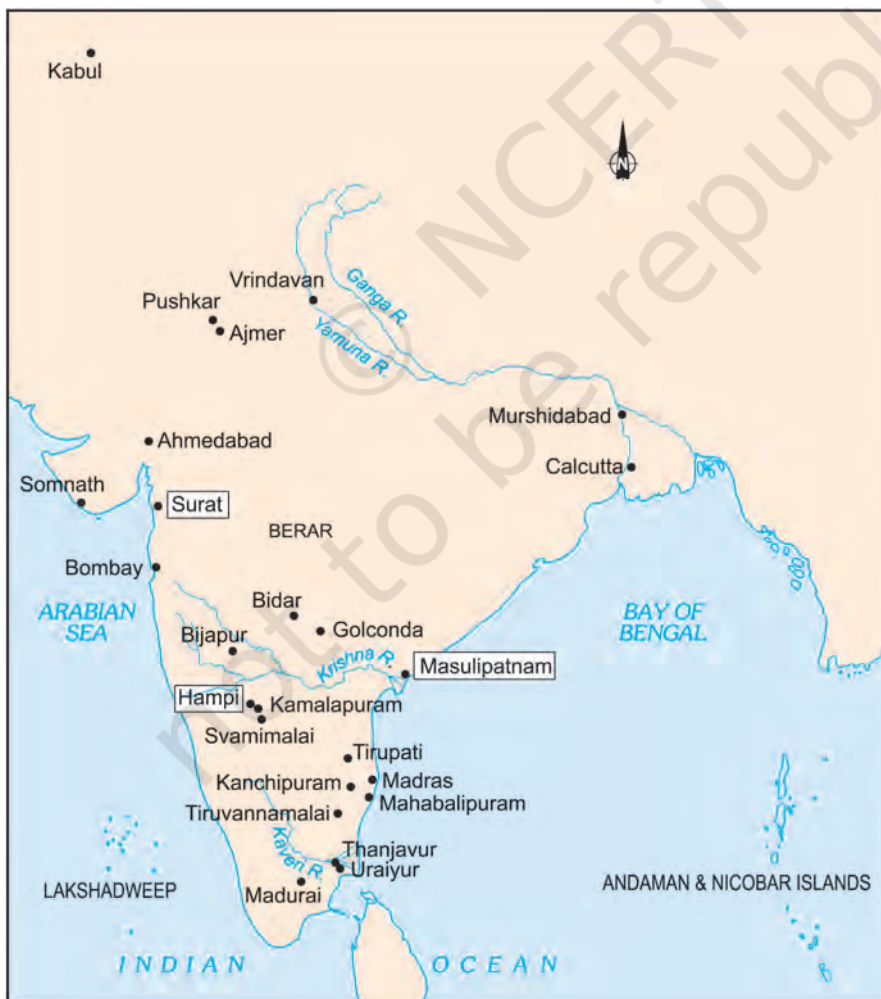 © NCERT
not to be republ
Kabul
N
Vrindavan
Ganga R.
Pushkar
Ajmer
Yamuna R.
Murshidabad
Ahmedabad
Calcutta
Somnath
Surat
BERAR
Bombay
Bidar
ARABIAN
SEA
BAY OF
BENGAL
Golconda
Bijapur
Krishna R.
Masulipatnam
Hampi
Kamalapuram
Svamimalai
Tirupati
Kanchipuram
Madras
Mahabalipuram
Tiruvannamalai
Kaveri R.
Thanjavur
Uraiyur
LAKSHADWEEP
Madurai
ANDAMAN & NICOBAR ISLANDS
INDIAN OCEAN